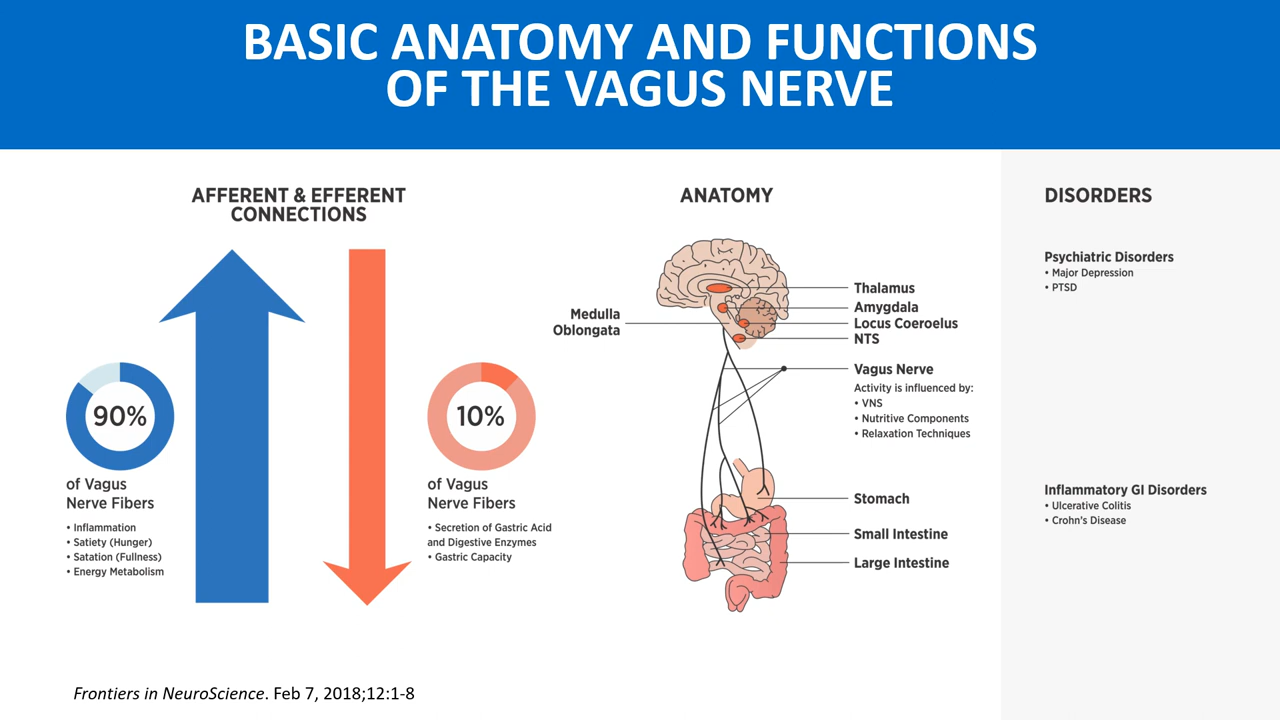 BASIC ANATOMY AND FUNCTIONS
OF THE VAGUS NERVE
AFFERENT & EFFERENT
CONNECTIONS
90%
of Vagus
Nerve Fibers
• Inflammation
• Satiety (Hunger)
• Satation (Fullness)
• Energy Metabolism
10%
of Vagus
Nerve Fibers
• Secretion of Gastric Acid
and Digestive Enzymes
• Gastric Capacity
ANATOMY
Medulla
Oblongata
Thalamus
Amygdala
Locus Coeroelus
NTS
Vagus Nerve
Activity is influenced by:
• VNS
• Nutritive Components
• Relaxation Techniques
Stomach
Small Intestine
Large Intestine
DISORDERS
Psychiatric Disorders
• Major Depression
• PTSD
Inflammatory GI Disorders
• Ulcerative Colitis
• Crohn's Disease
Frontiers in NeuroScience. Feb 7, 2018;12:1-8